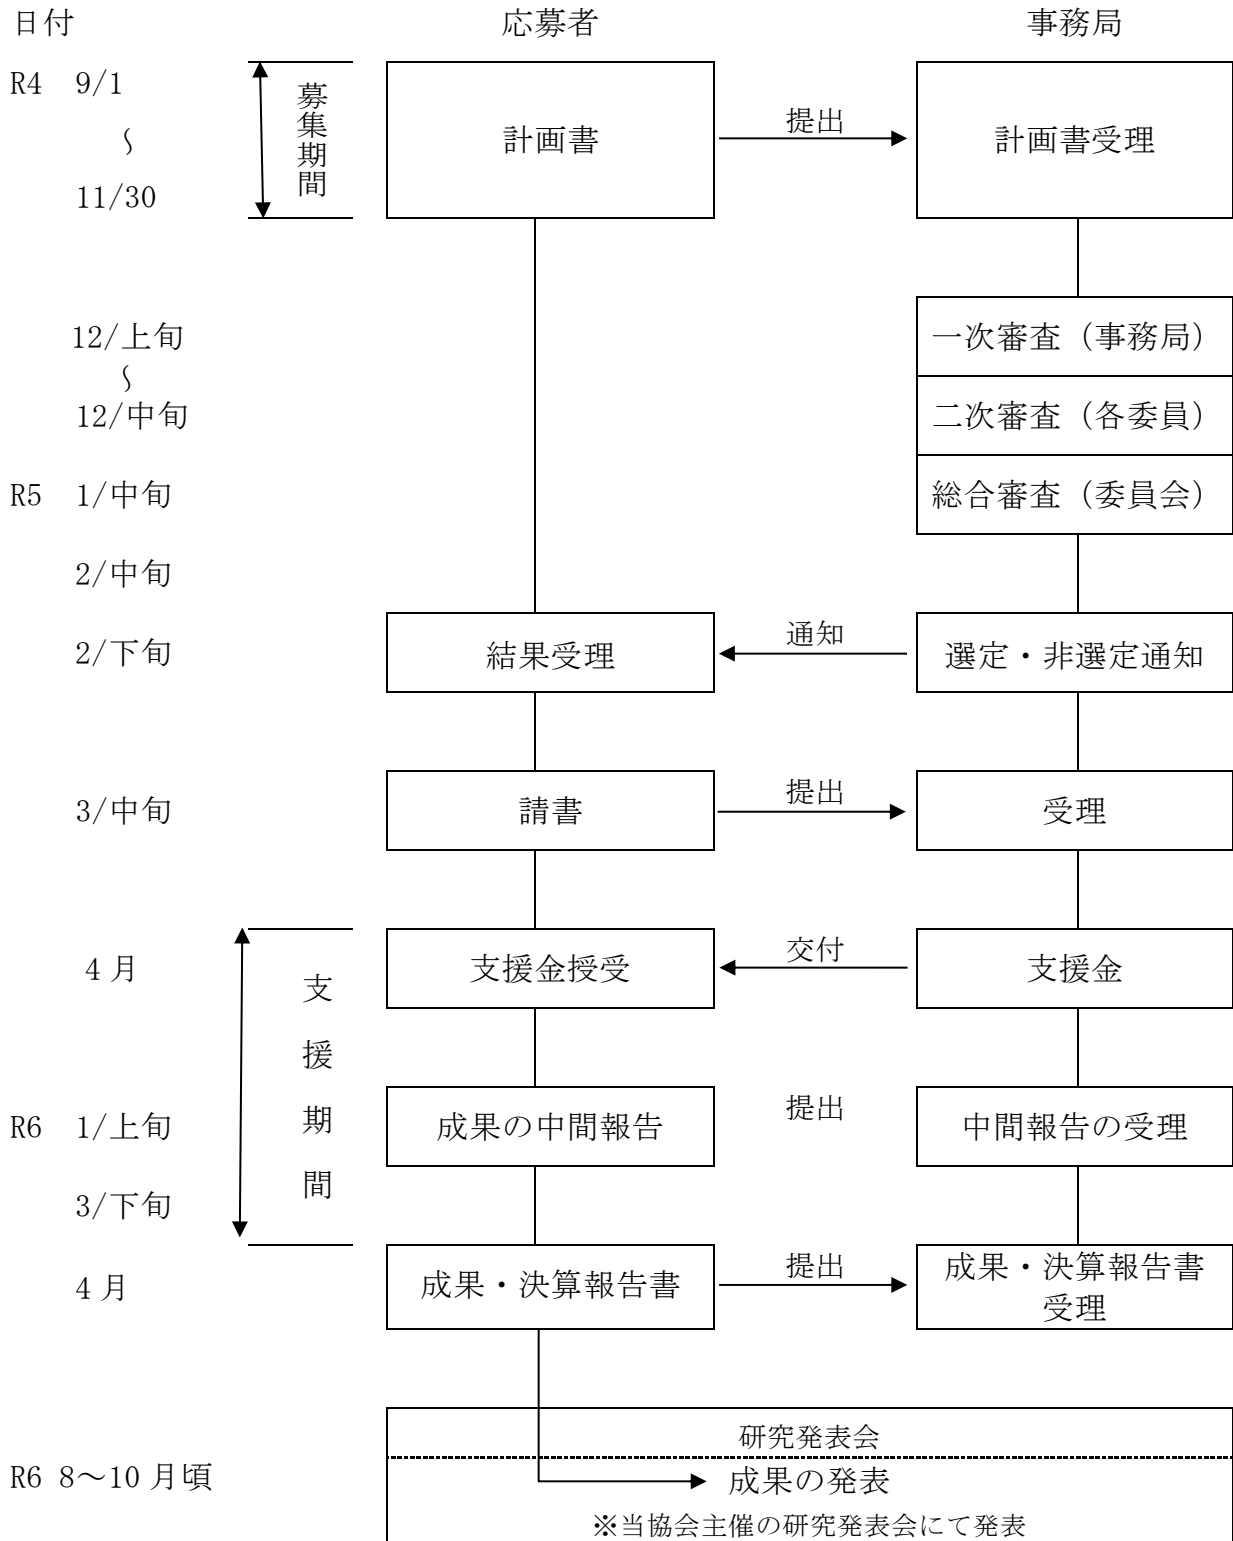 日付 応募者 事務局
R4 9/1
～
11/30
募集期間
計画書 提出 計画書受理
12/上旬
～
12/中旬
一次審査（事務局）
二次審査（各委員）
R5 1/中旬 総合審査（委員会）
2/中旬
2/下旬 結果受理 通知 選定・非選定通知
3/中旬 請書 提出 受理
4月 支援金授受 交付 支援金
支援期間
R6 1/上旬 成果の中間報告 提出 中間報告の受理
3/下旬
4月 成果・決算報告書 提出 成果・決算報告書
受理
研究発表会
R6 8～10月頃 成果の発表
※当協会主催の研究発表会にて発表